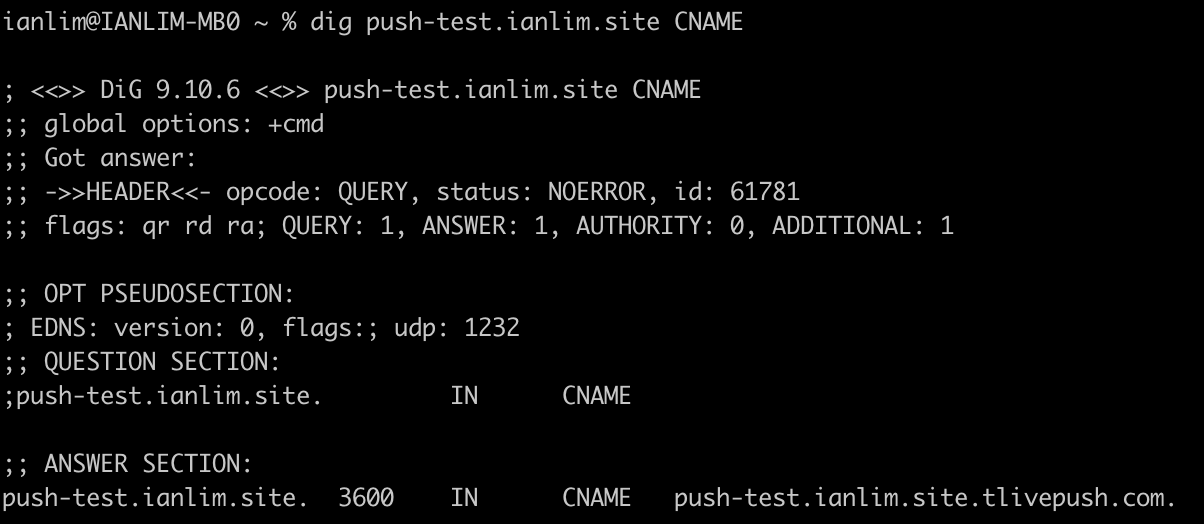 ianlim@IANLIM-MB0 ~ % dig push-test.ianlim.site CNAME
; <<>> DiG 9.10.6 <<>> push-test.ianlim.site CNAME
;; global options: +cmd
;; Got answer:
;; ->>HEADER<<- opcode: QUERY, status: NOERROR, id: 61781
;; flags: qr rd ra; QUERY: 1, ANSWER: 1, AUTHORITY: 0, ADDITIONAL: 1
;; OPT PSEUDOSECTION:
; EDNS: version: 0, flags:; udp: 1232
;; QUESTION SECTION:
;push-test.ianlim.site. IN CNAME
;; ANSWER SECTION:
push-test.ianlim.site. 3600 IN CNAME push-test.ianlim.site.tlivepush.com.